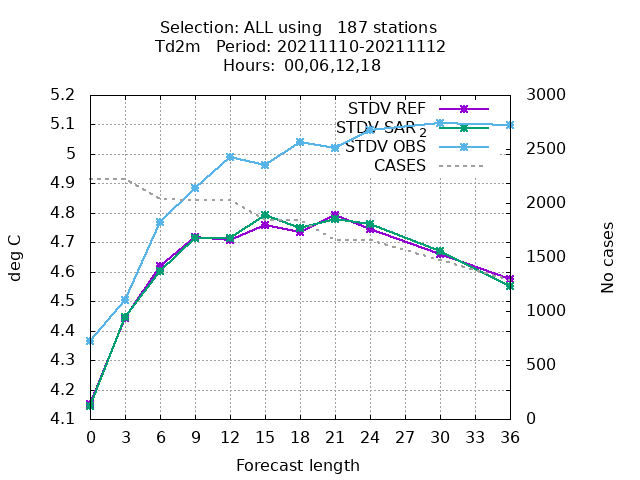 Selection: ALL using   187 stations
Td2m   Period: 20211110-20211112
Hours: 00,06,12,18
STDV REF
STDV SAR 2
STDV OBS
CASES
5.2
5.1
5
4.9
4.8
4.7
4.6
4.5
4.4
4.3
4.2
4.1
deg C
3000
2500
2000
1500
1000
500
0
No cases
0 3 6 9 12 15 18 21 24 27 30 33 36
Forecast length